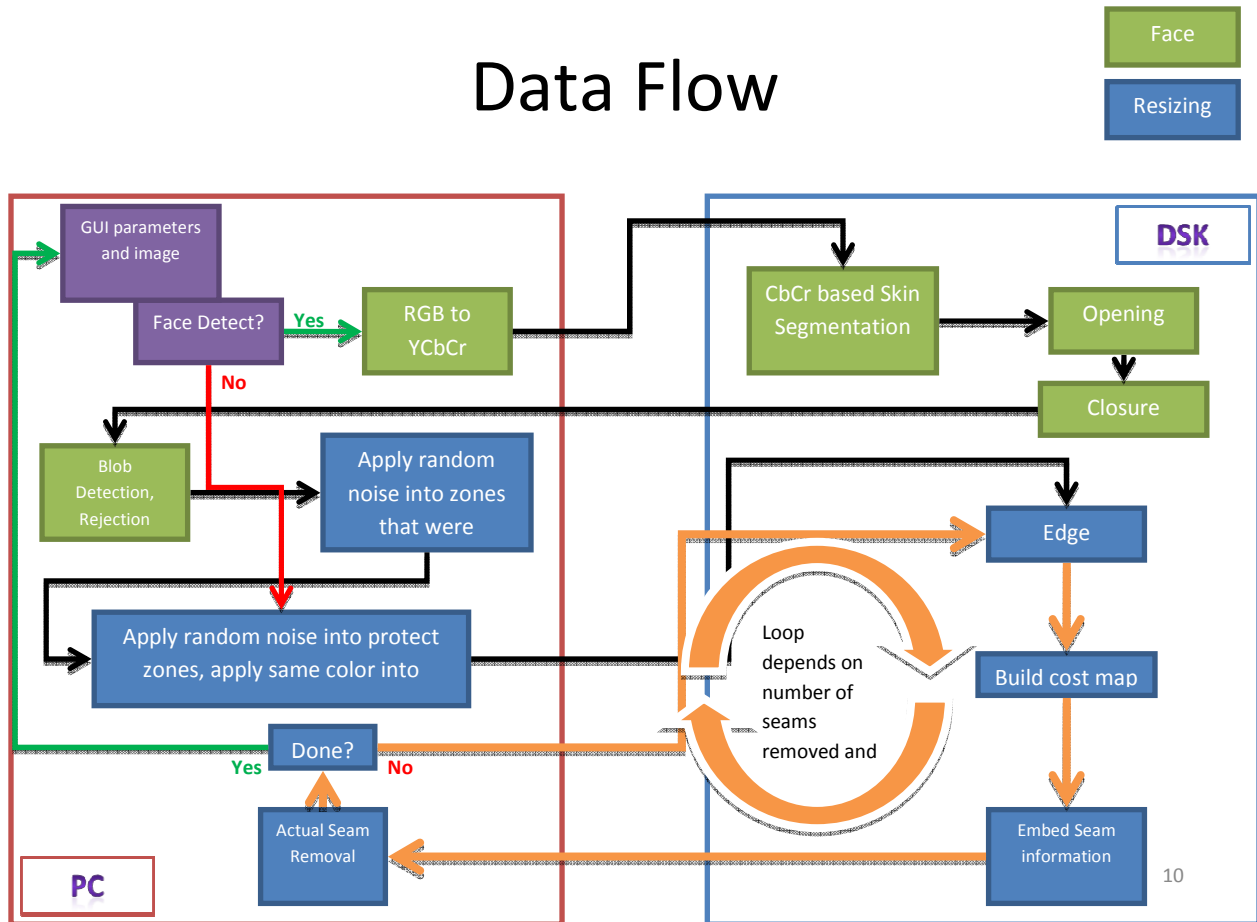 Data Flow
Face
Resizing
GUI parameters
and image
Face Detect?
Yes
No
RGB to
YCbCr
DSK
CbCr based Skin
Segmentation
Opening
Closure
Blob
Detection,
Rejection
Apply random
noise into zones
that were
Apply random noise into protect
zones, apply same color into
Edge
Loop
depends on
number of
seams
removed and
Build cost map
Done?
Yes
No
Actual Seam
Removal
Embed Seam
information
PC
10